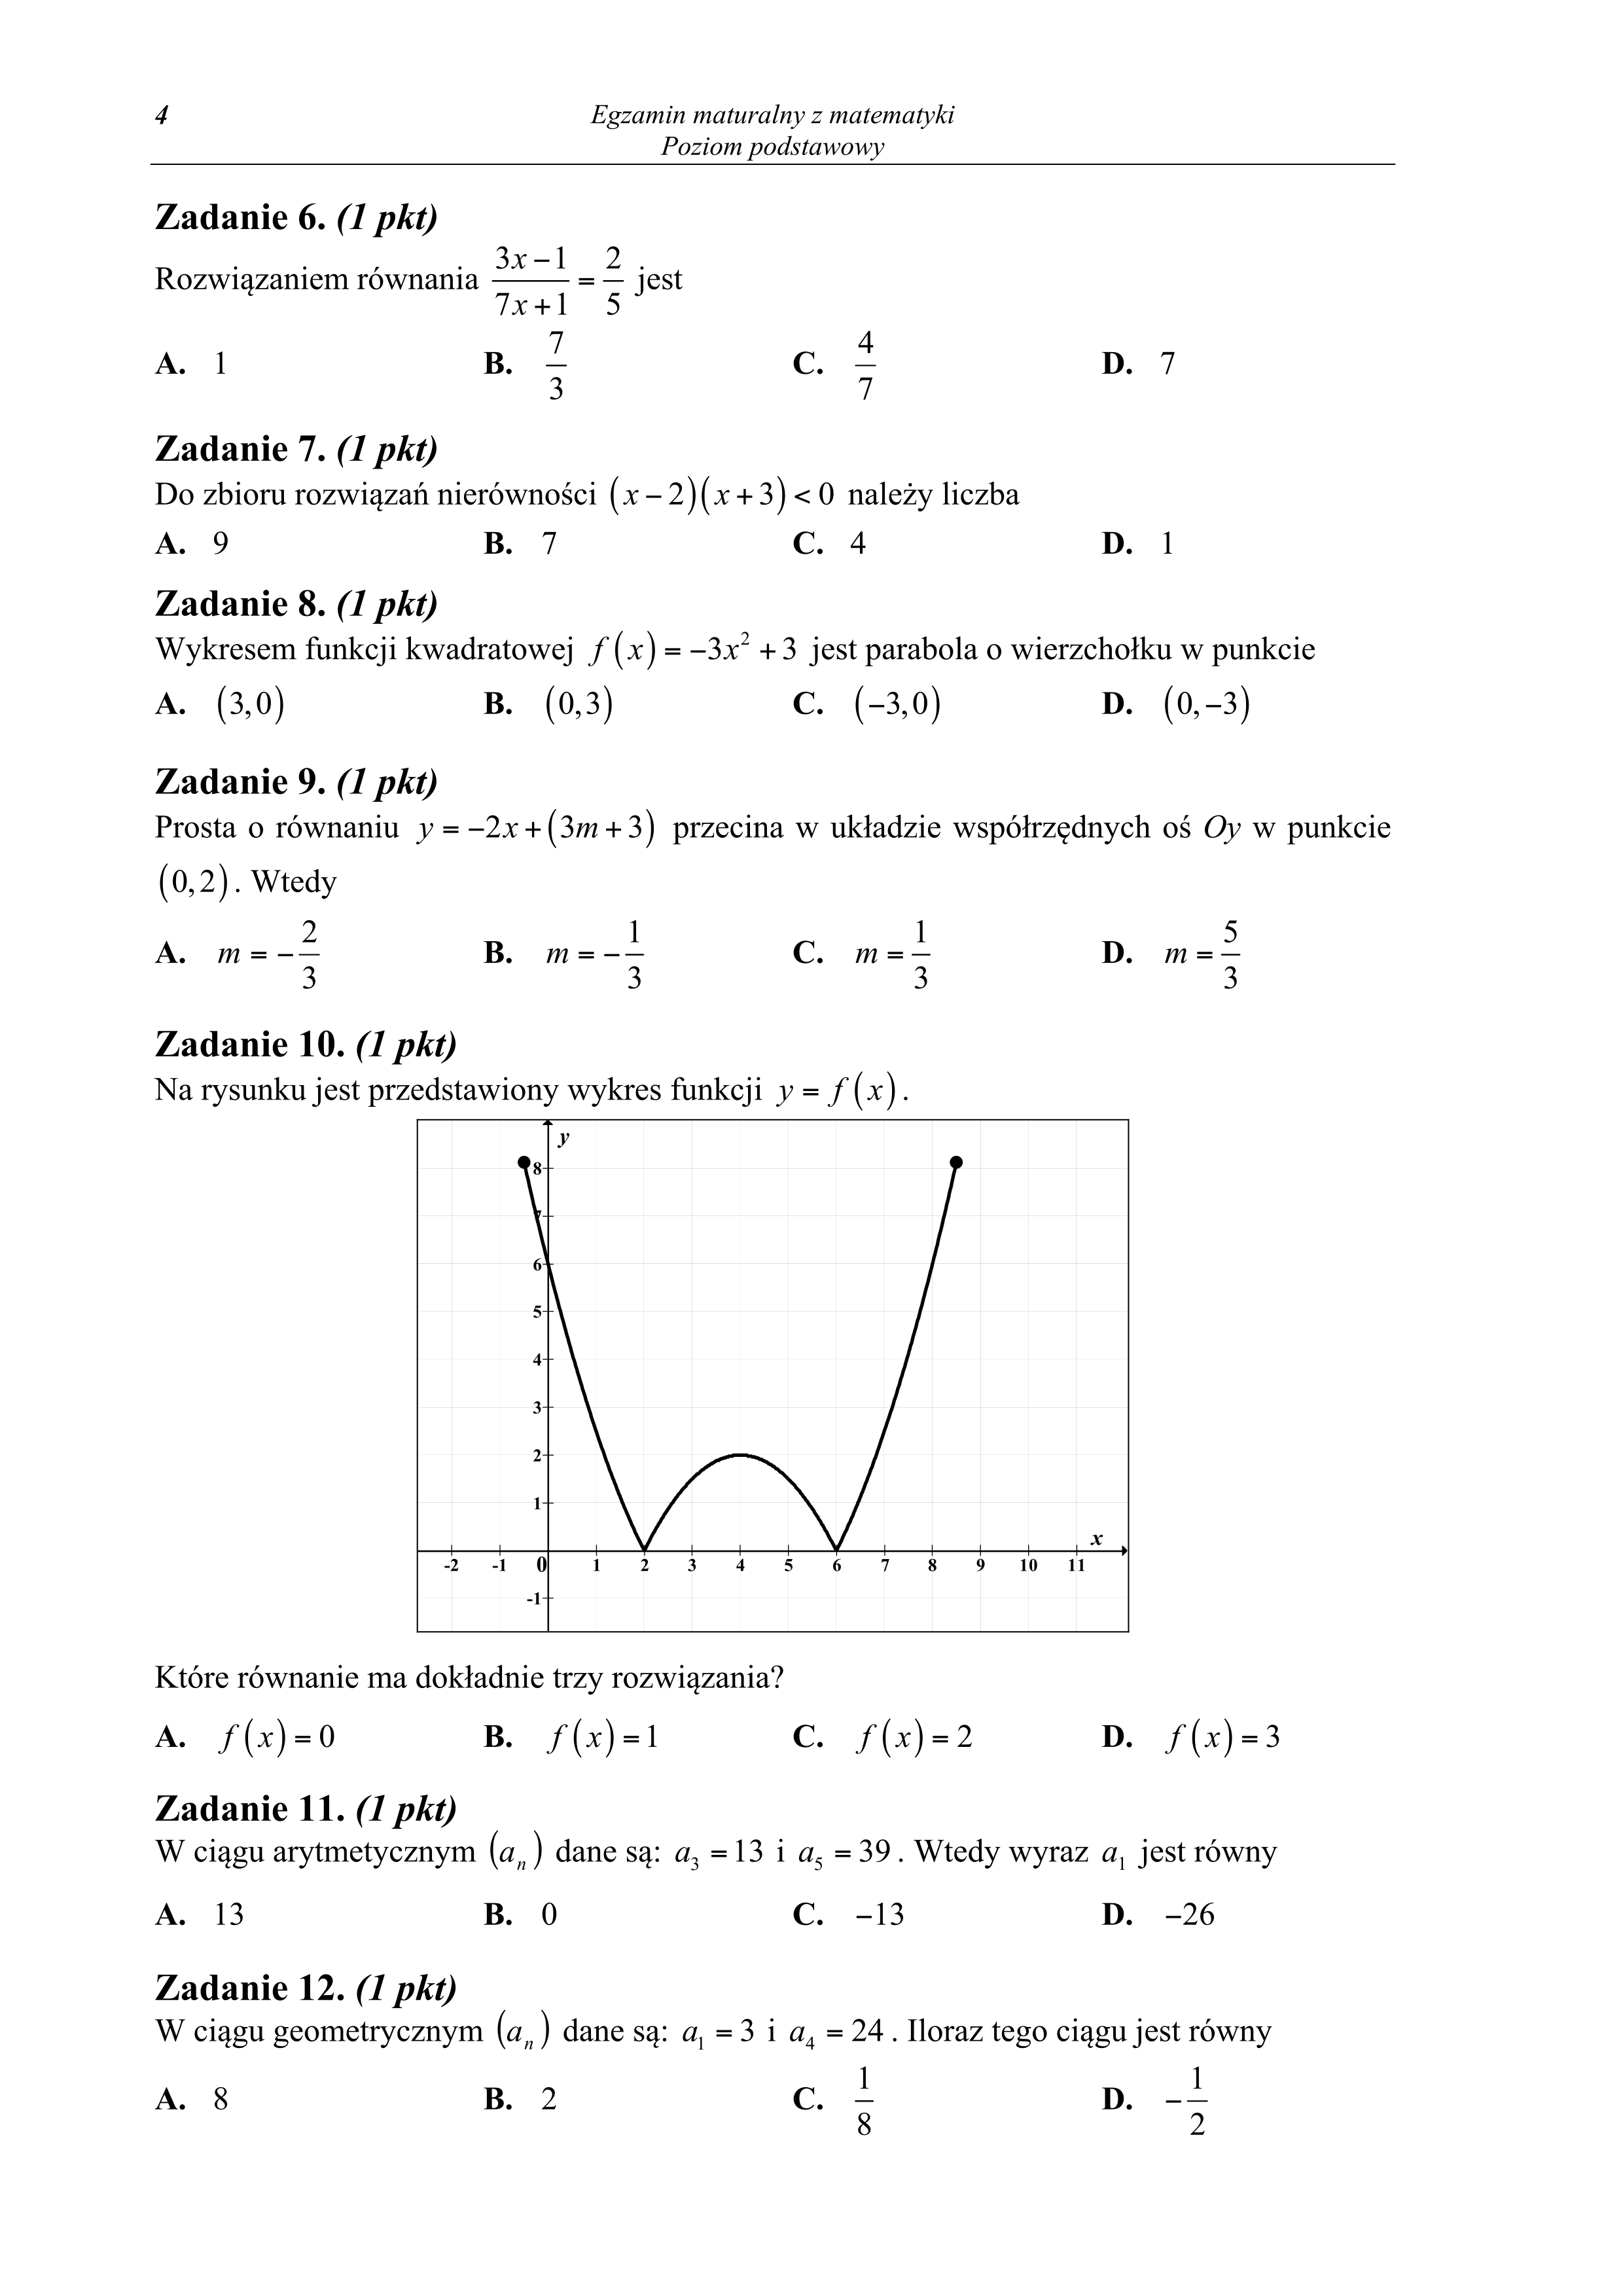 4
Egzamin maturalny z matematyki
Poziom podstawowy
Zadanie 6. (1 pkt)
Rozwiązaniem równania \frac{3x-1}{7x+1} = \frac{2}{5} jest
A. 1 B. \frac{7}{3} C. \frac{4}{7} D. 7
Zadanie 7. (1 pkt)
Do zbioru rozwiązań nierówności (x−2)(x+3)<0 należy liczba
A. 9 B. 7 C. 4 D. 1
Zadanie 8. (1 pkt)
Wykresem funkcji kwadratowej f(x) = −3x² + 3 jest parabola o wierzchołku w punkcie
A. (3,0) B. (0,3) C. (−3,0) D. (0,−3)
Zadanie 9. (1 pkt)
Prosta o równaniu y = −2x + (3m + 3) przecina w układzie współrzędnych oś Oy w punkcie
(0,2). Wtedy
A. m = −\frac{2}{3} B. m = −\frac{1}{3} C. m = \frac{1}{3} D. m = \frac{5}{3}
Zadanie 10. (1 pkt)
Na rysunku jest przedstawiony wykres funkcji y = f(x).
y
8
7
6
5
4
3
2
1
x
-2 -1 0 1 2 3 4 5 6 7 8 9 10 11
-1
Które równanie ma dokładnie trzy rozwiązania?
A. f(x) = 0 B. f(x) = 1 C. f(x) = 2 D. f(x) = 3
Zadanie 11. (1 pkt)
W ciągu arytmetycznym (aₙ) dane są: a₃ = 13 i a₅ = 39. Wtedy wyraz a₁ jest równy
A. 13 B. 0 C. −13 D. −26
Zadanie 12. (1 pkt)
W ciągu geometrycznym (aₙ) dane są: a₁ = 3 i a₄ = 24. Iloraz tego ciągu jest równy
A. 8 B. 2 C. \frac{1}{8} D. −\frac{1}{2}